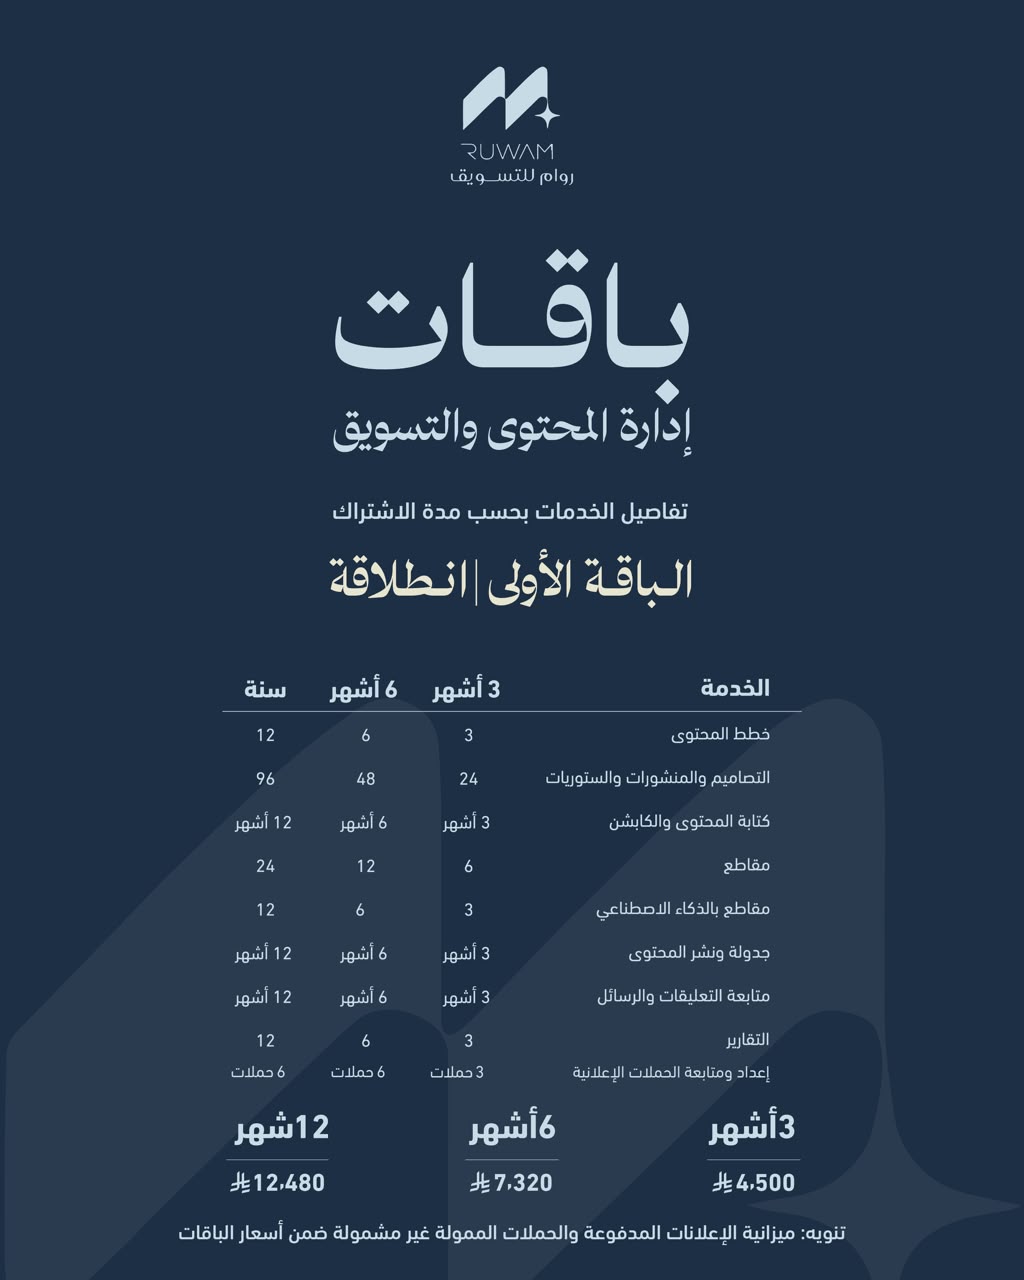 RUWAM
روام للتسويق
باقات
إدارة المحتوى والتسويق
تفاصيل الخدمات بحسب مدة الاشتراك
الباقة الأولى | انطلاقة
الخدمة 3 أشهر 6 أشهر سنة
خطط المحتوى 3 6 12
التصاميم والمنشورات والستوريات 24 48 96
كتابة المحتوى والكابشن 3 أشهر 6 أشهر 12 أشهر
مقاطع 6 12 24
مقاطع بالذكاء الاصطناعي 3 6 12
جدولة ونشر المحتوى 3 أشهر 6 أشهر 12 أشهر
متابعة التعليقات والرسائل 3 أشهر 6 أشهر 12 أشهر
التقارير 3 6 12
إعداد ومتابعة الحملات الإعلانية 3 حملات 6 حملات 6 حملات
3أشهر 6أشهر 12شهر
4,500 7,320 12,480
تنويه: ميزانية الإعلانات المدفوعة والحملات الممولة غير مشمولة ضمن أسعار الباقات